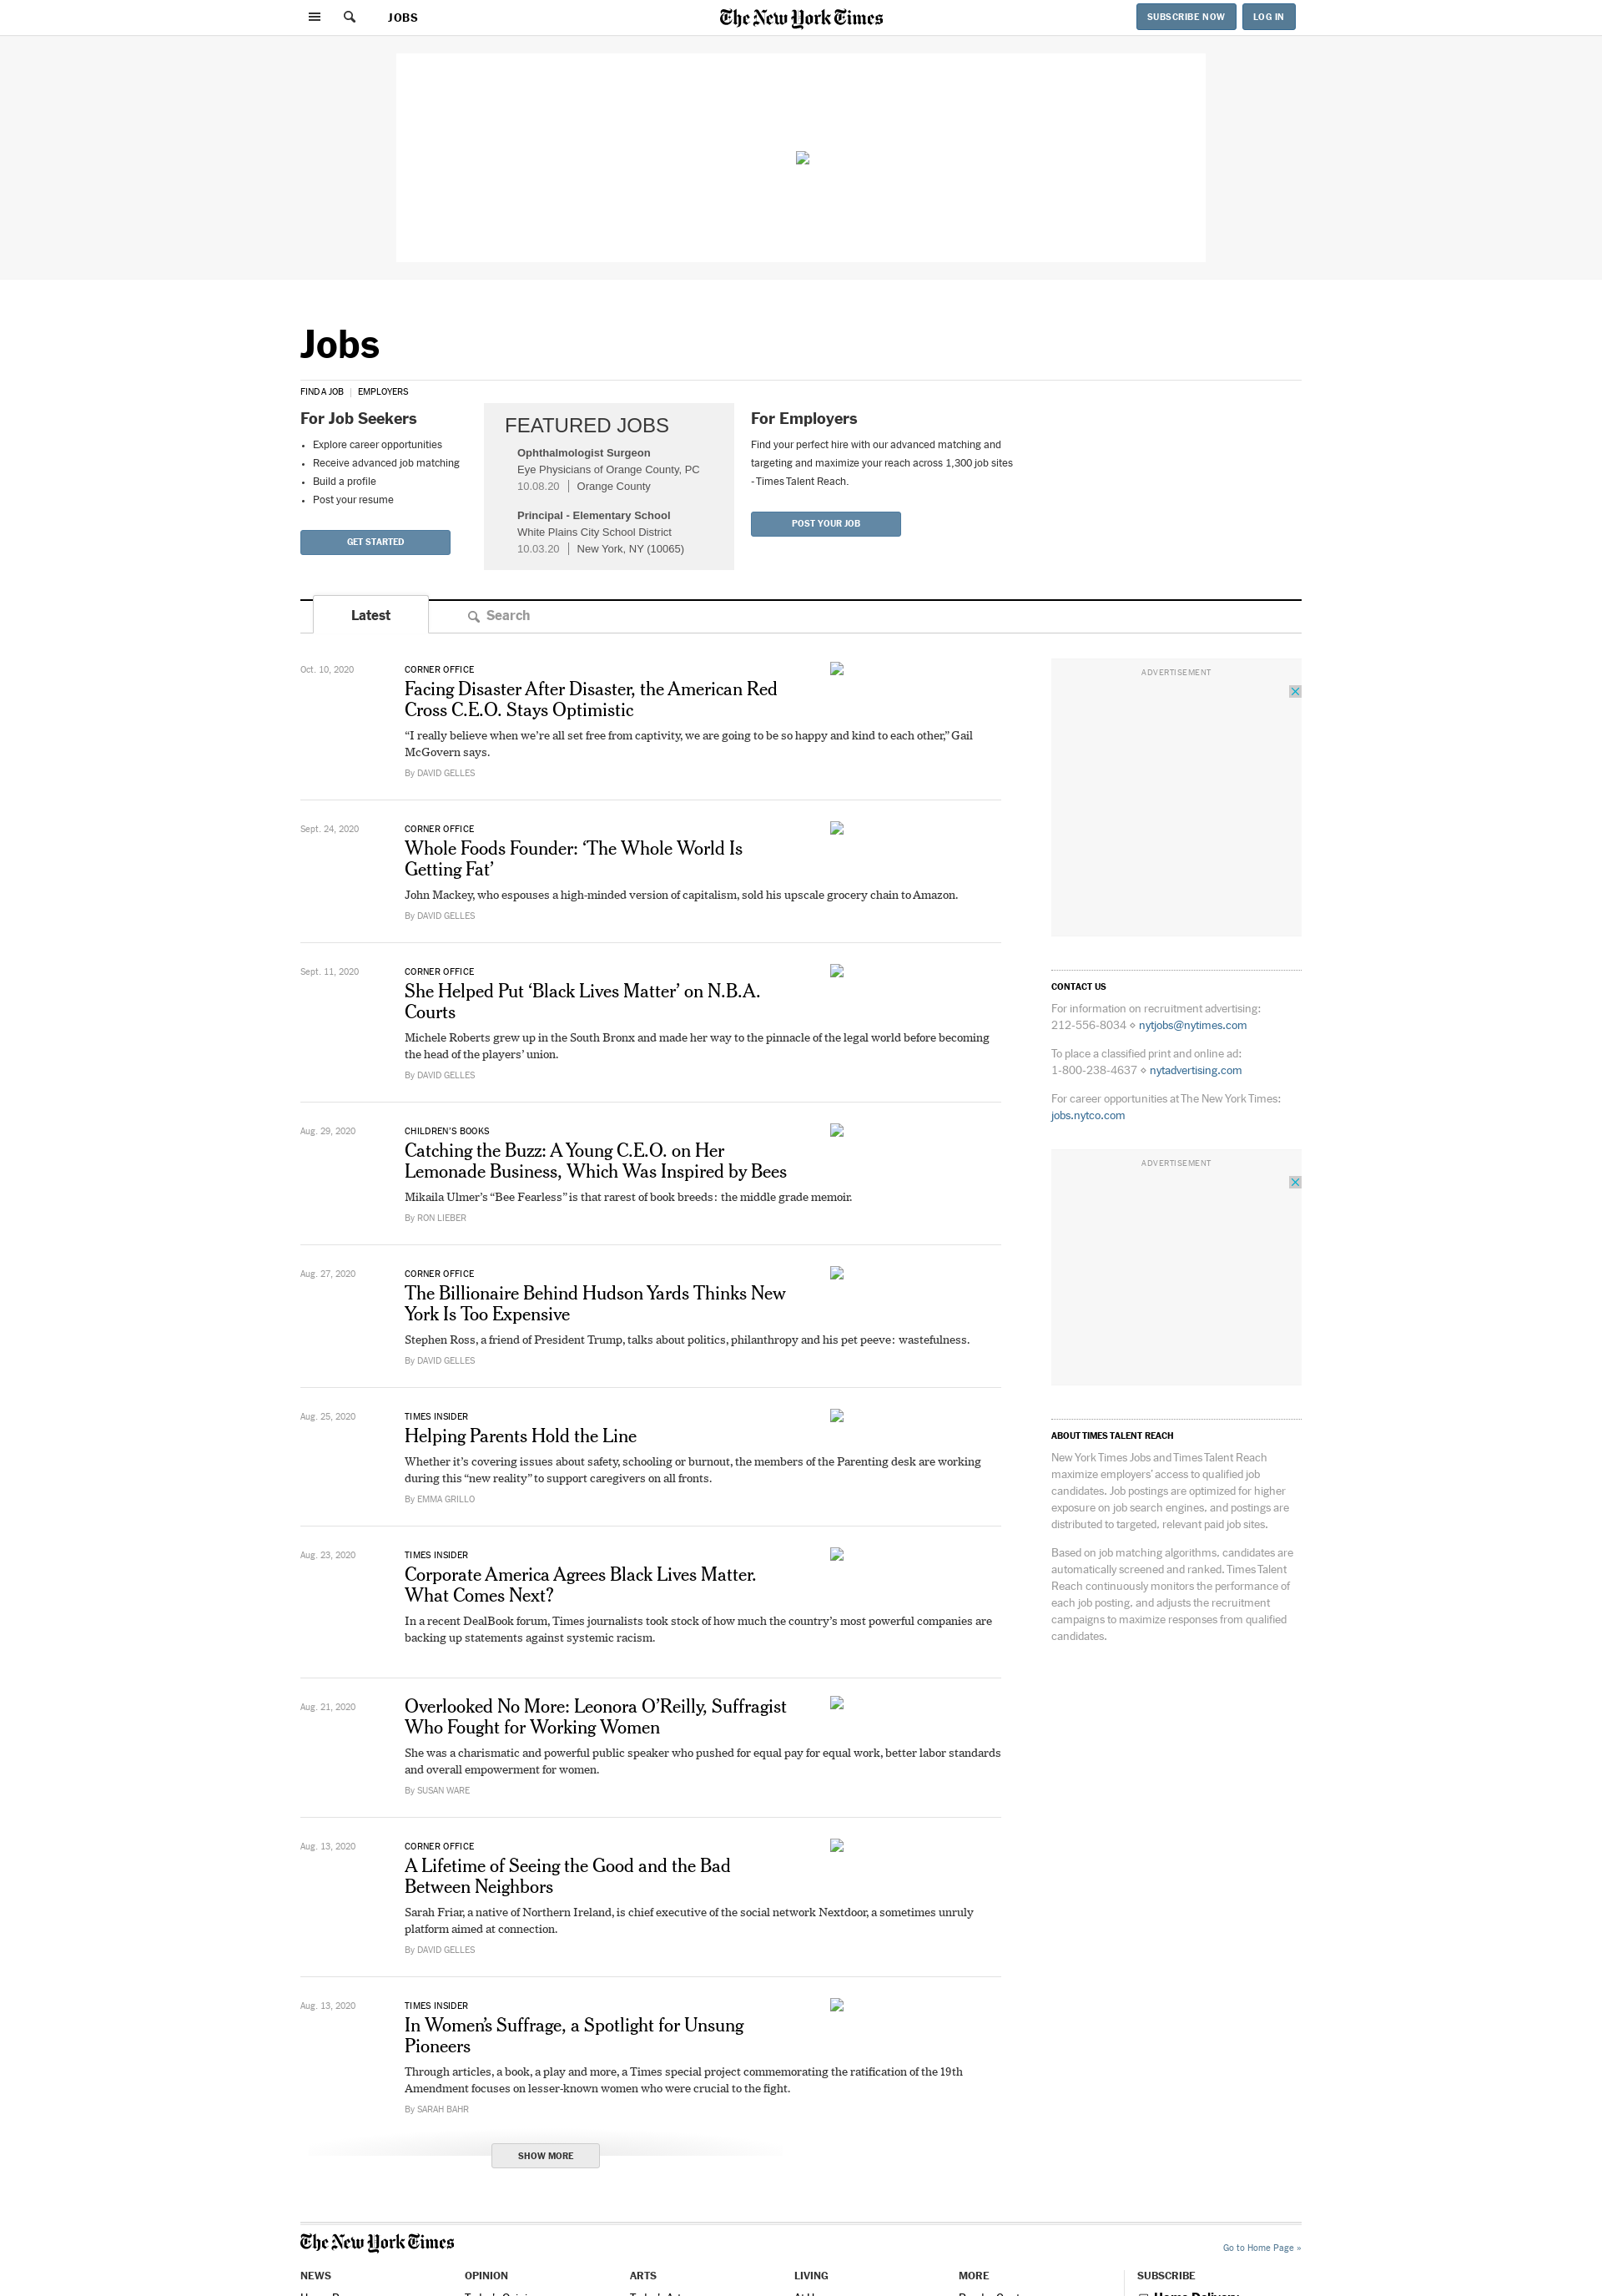 JOBS
The New York Times
SUBSCRIBE NOW
LOG IN
Jobs
FIND A JOB
EMPLOYERS
For Job Seekers
Explore career opportunities
Receive advanced job matching
Build a profile
Post your resume
GET STARTED
FEATURED JOBS
Ophthalmologist Surgeon
Eye Physicians of Orange County, PC
10.08.20 Orange County
Principal - Elementary School
White Plains City School District
10.03.20 New York, NY (10065)
For Employers
Find your perfect hire with our advanced matching and
targeting and maximize your reach across 1,300 job sites
- Times Talent Reach.
POST YOUR JOB
Latest
Search
Oct. 10, 2020
CORNER OFFICE
Facing Disaster After Disaster, the American Red
Cross C.E.O. Stays Optimistic
“I really believe when we’re all set free from captivity, we are going to be so happy and kind to each other,” Gail
McGovern says.
By DAVID GELLES
Sept. 24, 2020
CORNER OFFICE
Whole Foods Founder: ‘The Whole World Is
Getting Fat’
John Mackey, who espouses a high-minded version of capitalism, sold his upscale grocery chain to Amazon.
By DAVID GELLES
Sept. 11, 2020
CORNER OFFICE
She Helped Put ‘Black Lives Matter’ on N.B.A.
Courts
Michele Roberts grew up in the South Bronx and made her way to the pinnacle of the legal world before becoming
the head of the players’ union.
By DAVID GELLES
Aug. 29, 2020
CHILDREN’S BOOKS
Catching the Buzz: A Young C.E.O. on Her
Lemonade Business, Which Was Inspired by Bees
Mikaila Ulmer’s “Bee Fearless” is that rarest of book breeds: the middle grade memoir.
By RON LIEBER
Aug. 27, 2020
CORNER OFFICE
The Billionaire Behind Hudson Yards Thinks New
York Is Too Expensive
Stephen Ross, a friend of President Trump, talks about politics, philanthropy and his pet peeve: wastefulness.
By DAVID GELLES
Aug. 25, 2020
TIMES INSIDER
Helping Parents Hold the Line
Whether it’s covering issues about safety, schooling or burnout, the members of the Parenting desk are working
during this “new reality” to support caregivers on all fronts.
By EMMA GRILLO
Aug. 23, 2020
TIMES INSIDER
Corporate America Agrees Black Lives Matter.
What Comes Next?
In a recent DealBook forum, Times journalists took stock of how much the country’s most powerful companies are
backing up statements against systemic racism.
Aug. 21, 2020
Overlooked No More: Leonora O’Reilly, Suffragist
Who Fought for Working Women
She was a charismatic and powerful public speaker who pushed for equal pay for equal work, better labor standards
and overall empowerment for women.
By SUSAN WARE
Aug. 13, 2020
CORNER OFFICE
A Lifetime of Seeing the Good and the Bad
Between Neighbors
Sarah Friar, a native of Northern Ireland, is chief executive of the social network Nextdoor, a sometimes unruly
platform aimed at connection.
By DAVID GELLES
Aug. 13, 2020
TIMES INSIDER
In Women’s Suffrage, a Spotlight for Unsung
Pioneers
Through articles, a book, a play and more, a Times special project commemorating the ratification of the 19th
Amendment focuses on lesser-known women who were crucial to the fight.
By SARAH BAHR
SHOW MORE
ADVERTISEMENT
CONTACT US
For information on recruitment advertising:
212-556-8034 ⋄ nytjobs@nytimes.com
To place a classified print and online ad:
1-800-238-4637 ⋄ nytadvertising.com
For career opportunities at The New York Times:
jobs.nytco.com
ADVERTISEMENT
ABOUT TIMES TALENT REACH
New York Times Jobs and Times Talent Reach
maximize employers’ access to qualified job
candidates. Job postings are optimized for higher
exposure on job search engines, and postings are
distributed to targeted, relevant paid job sites.
Based on job matching algorithms, candidates are
automatically screened and ranked. Times Talent
Reach continuously monitors the performance of
each job posting, and adjusts the recruitment
campaigns to maximize responses from qualified
candidates.
The New York Times
Go to Home Page »
NEWS
OPINION
ARTS
LIVING
MORE
SUBSCRIBE
Home Delivery